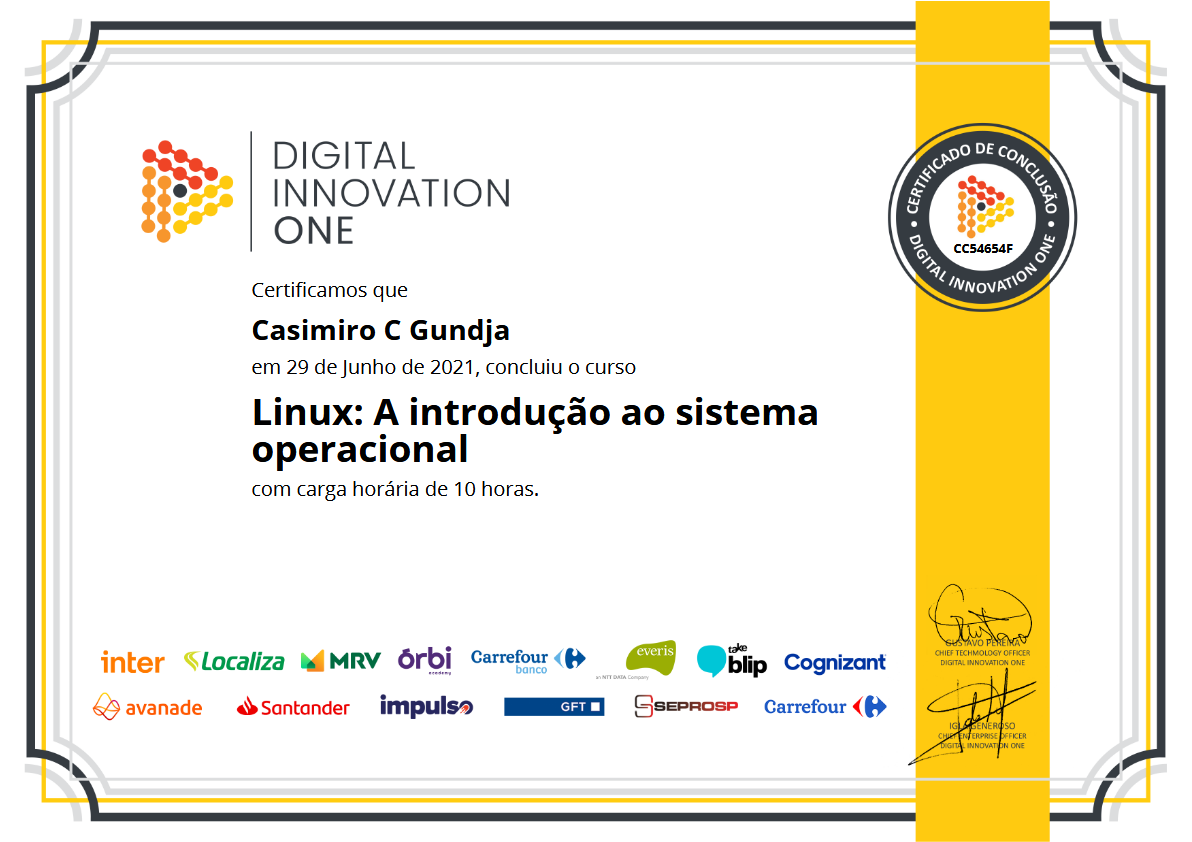 DIGITAL
INNOVATION
ONE
CERTIFICADO DE CONCLUSÃO
CC54654F
DIGITAL INNOVATION ONE
Certificamos que
Casimiro C Gundja
em 29 de Junho de 2021, concluiu o curso
Linux: A introdução ao sistema
operacional
com carga horária de 10 horas.
inter
Localiza
MRV
órbi
academy
Carrefour
banco
everis
an NTT DATA Company
take
blip
Cognizant
avanade
Santander
impulso
GFT
SEPROSP
Carrefour
GUSTAVO PEREIRA
CHIEF TECHNOLOGY OFFICER
DIGITAL INNOVATION ONE
IGLÁ GENEROSO
CHIEF ENTERPRISE OFFICER
DIGITAL INNOVATION ONE